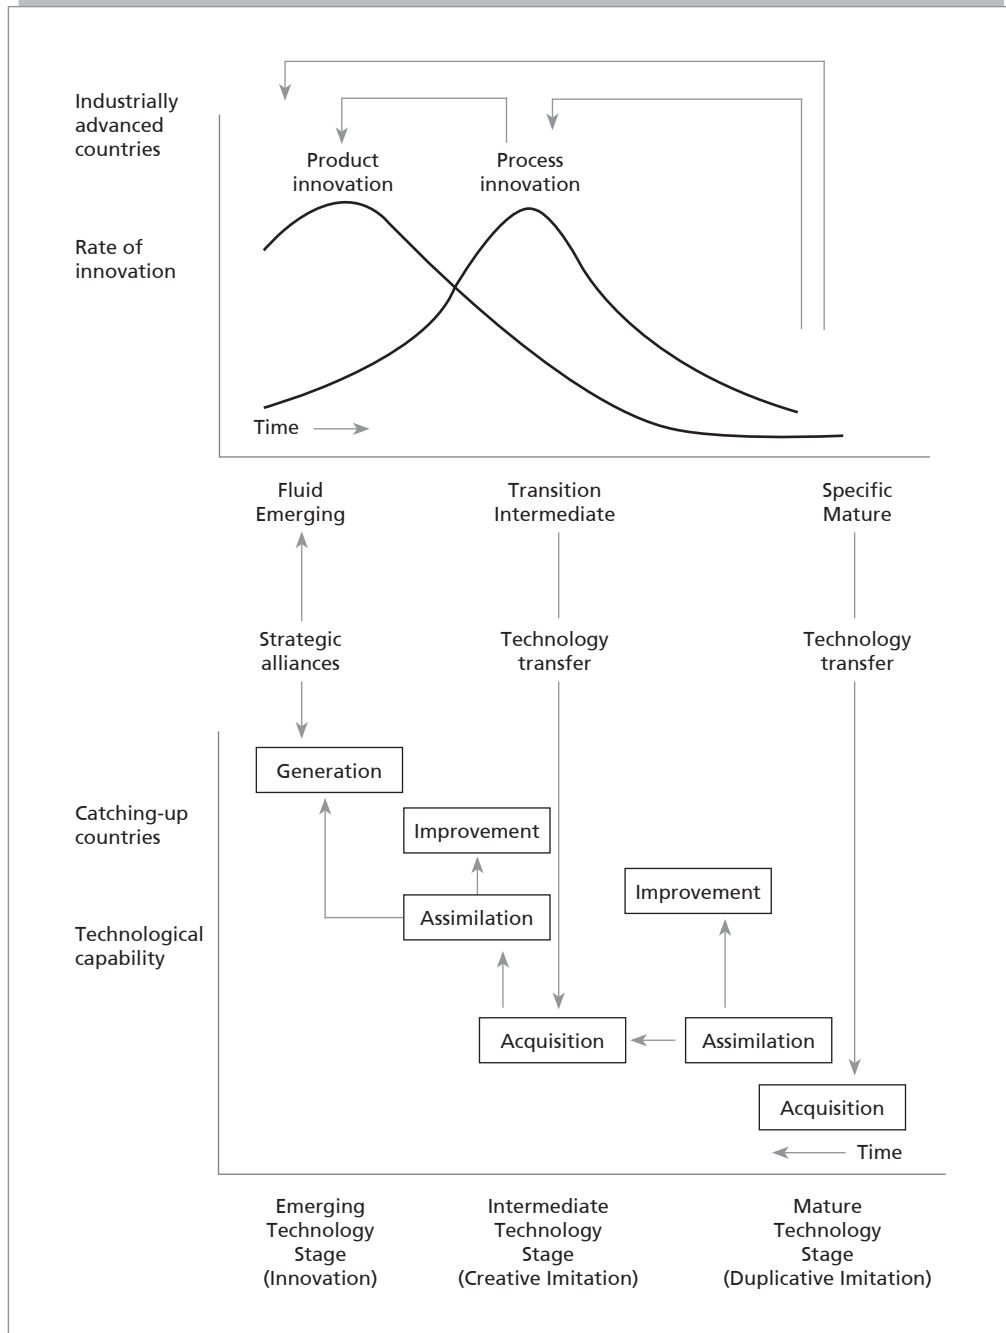 Industrially
advanced
countries
Product
innovation
Process
innovation
Rate of
innovation
Time
Fluid
Emerging
Transition
Intermediate
Specific
Mature
Strategic
alliances
Technology
transfer
Technology
transfer
Generation
Catching-up
countries
Improvement
Improvement
Assimilation
Technological
capability
Acquisition
Assimilation
Acquisition
Time
Emerging
Technology
Stage
(Innovation)
Intermediate
Technology
Stage
(Creative Imitation)
Mature
Technology
Stage
(Duplicative Imitation)